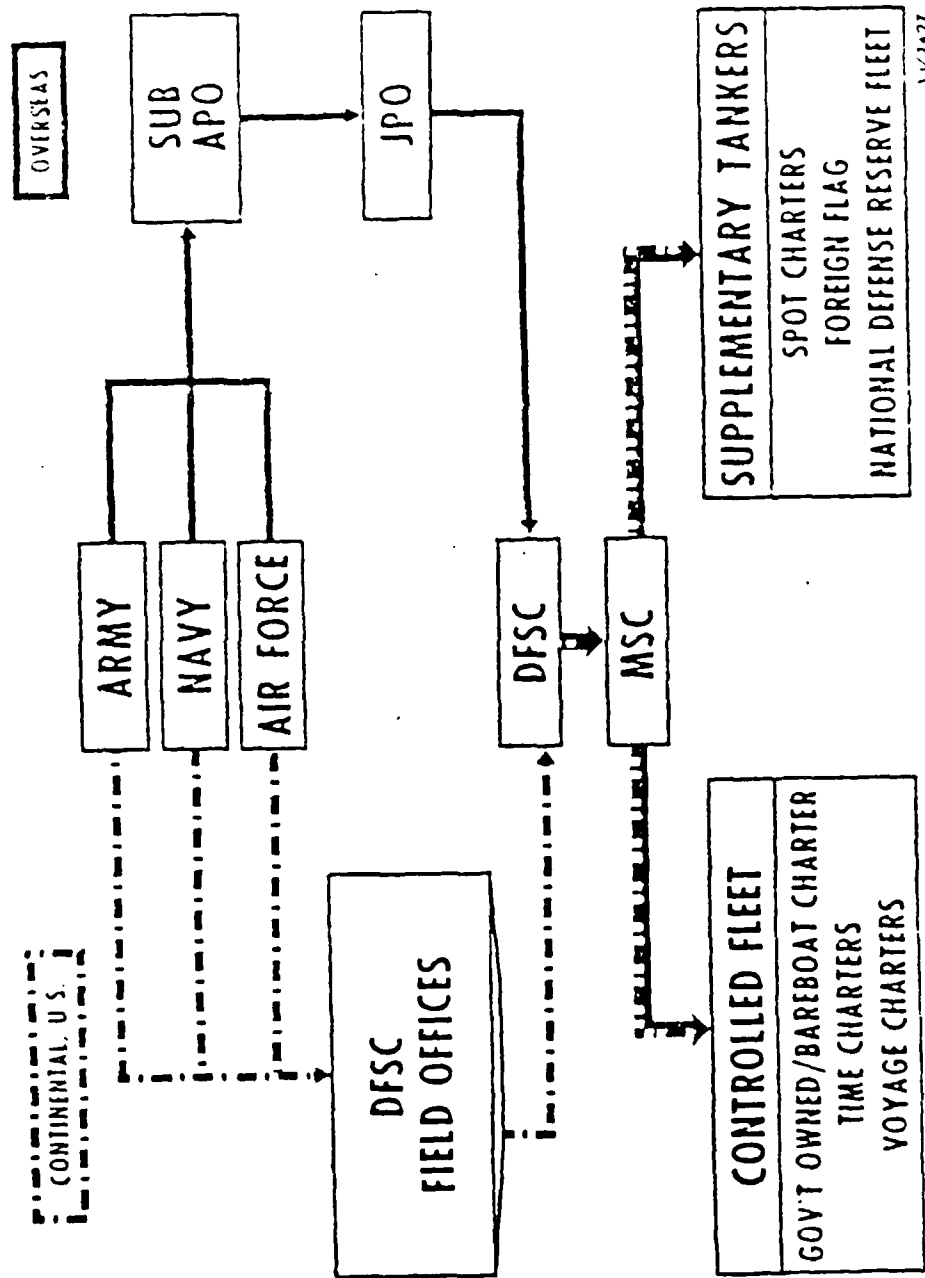 CONTINENTAL U.S.
OVERSEAS
ARMY
NAVY
AIR FORCE
SUB
APO
JPO
DFSC
FIELD OFFICES
DFSC
MSC
CONTROLLED FLEET
GOV'T OWNED/BAREBOAT CHARTER
TIME CHARTERS
VOYAGE CHARTERS
SUPPLEMENTARY TANKERS
SPOT CHARTERS
FOREIGN FLAG
NATIONAL DEFENSE RESERVE FLEET